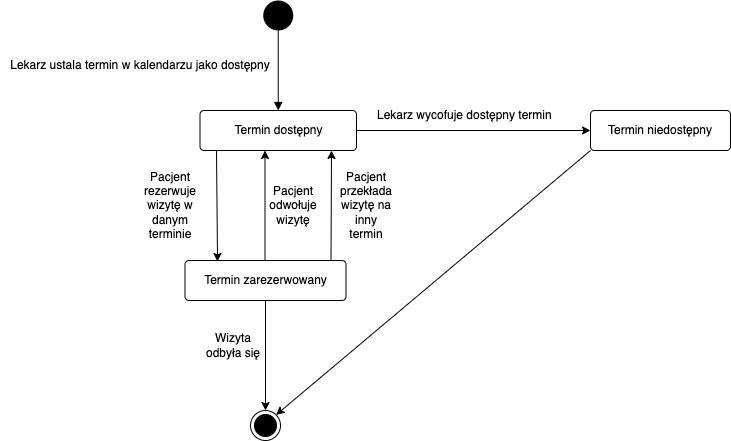 Lekarz ustala termin w kalendarzu jako dostępny
Lekarz wycofuje dostępny termin
Termin dostępny
Termin niedostępny
Pacjent
rezerwuje
wizytę w
danym
terminie
Pacjent
odwołuje
wizytę
Pacjent
przekłada
wizytę na
inny
termin
Termin zarezerwowany
Wizyta
odbyła się